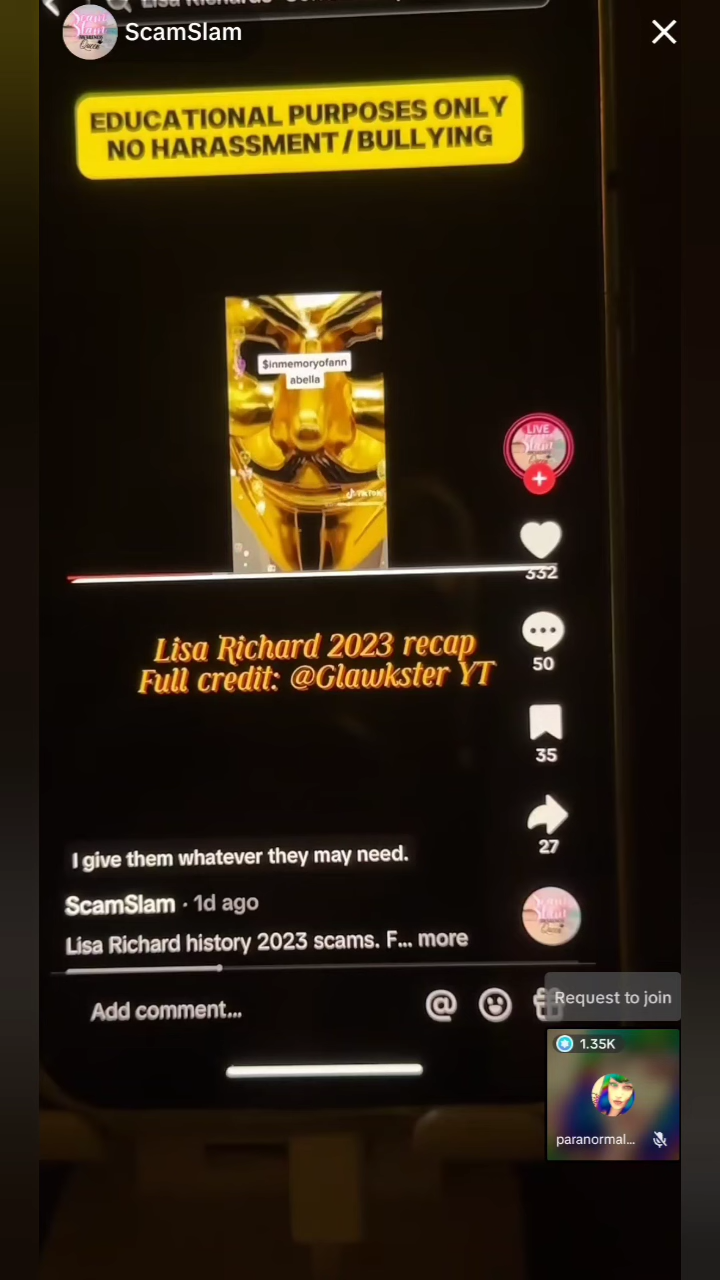 ScamSlam
EDUCATIONAL PURPOSES ONLY
NO HARASSMENT / BULLYING
$inmemoryofann
abella
TikTok
LIVE
332
50
35
27
Lisa Richard 2023 recap
Full credit: @Glawkster YT
I give them whatever they may need.
ScamSlam · 1d ago
Lisa Richard history 2023 scams. F... more
Add comment...
Request to join
1.35K
paranormal...